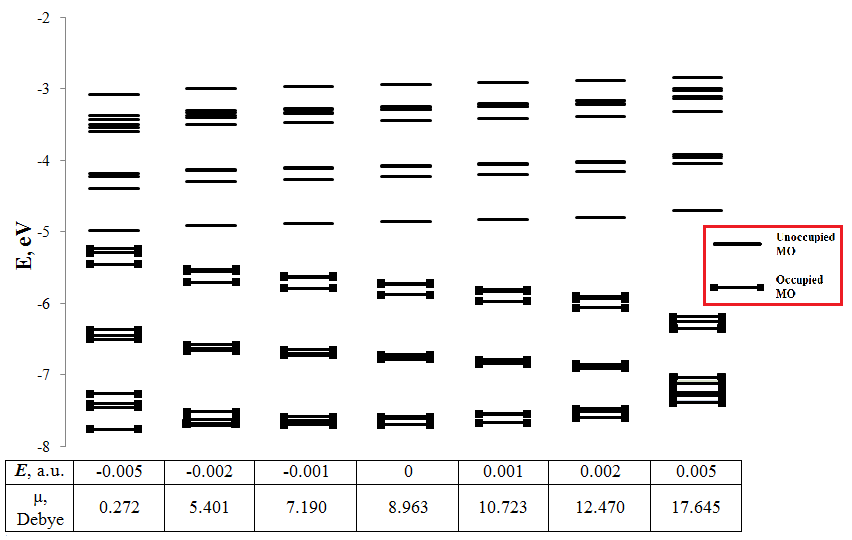 -2
-3
-4
-5
-6
-7
-8
E, eV
Unoccupied
MO
Occupied
MO
E, a.u. -0.005 -0.002 -0.001 0 0.001 0.002 0.005
μ,
Debye 0.272 5.401 7.190 8.963 10.723 12.470 17.645